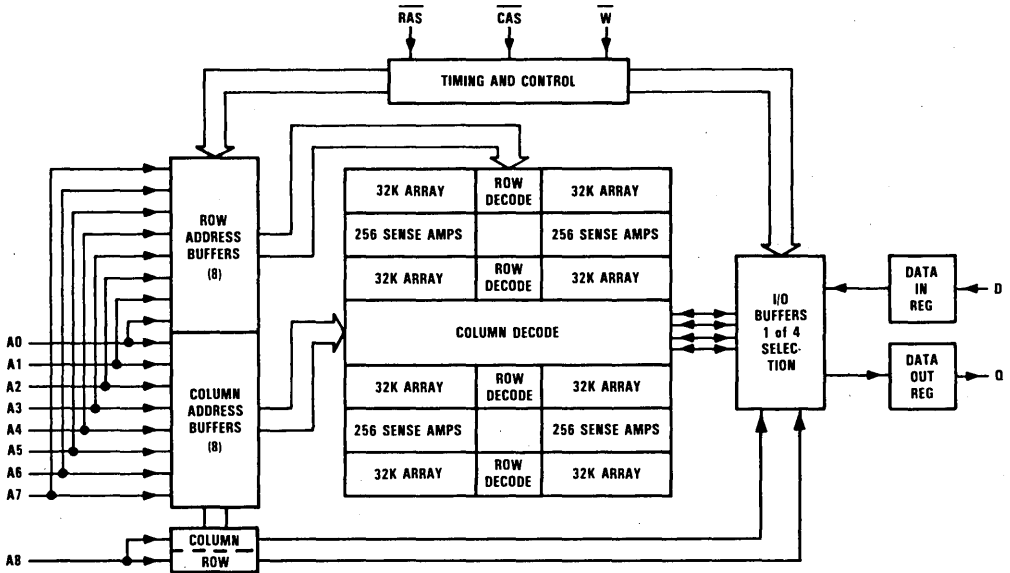 RAS CAS W
TIMING AND CONTROL
ROW
ADDRESS
BUFFERS
(8)
32K ARRAY
ROW
DECODE
32K ARRAY
256 SENSE AMPS
256 SENSE AMPS
32K ARRAY
ROW
DECODE
32K ARRAY
COLUMN DECODE
32K ARRAY
ROW
DECODE
32K ARRAY
256 SENSE AMPS
256 SENSE AMPS
32K ARRAY
ROW
DECODE
32K ARRAY
I/O
BUFFERS
1 of 4
SELEC-
TION
DATA
IN
REG
D
DATA
OUT
REG
Q
A0
A1
A2
A3
A4
A5
A6
A7
COLUMN
ADDRESS
BUFFERS
(8)
A8
COLUMN
ROW